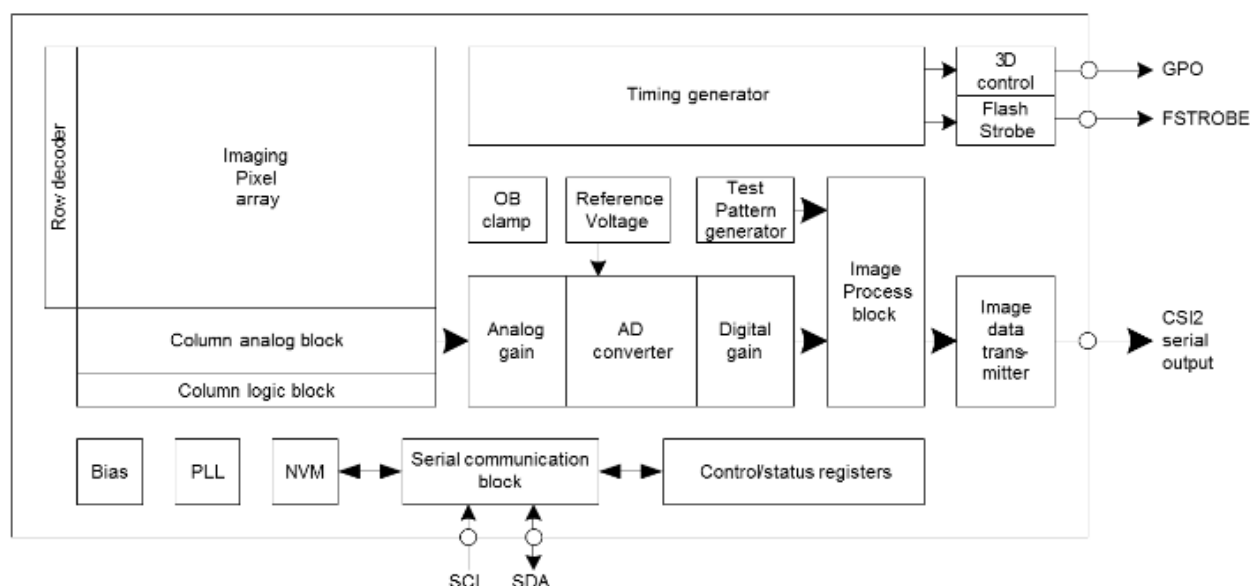 Row decoder
Imaging
Pixel
array
Column analog block
Column logic block
Timing generator
3D
control
Flash
Strobe
GPO
FSTROBE
OB
clamp
Reference
Voltage
Test
Pattern
generator
Analog
gain
AD
converter
Digital
gain
Image
Process
block
Image
data
trans-
mitter
CSI2
serial
output
Bias
PLL
NVM
Serial communication
block
Control/status registers
SCL
SDA